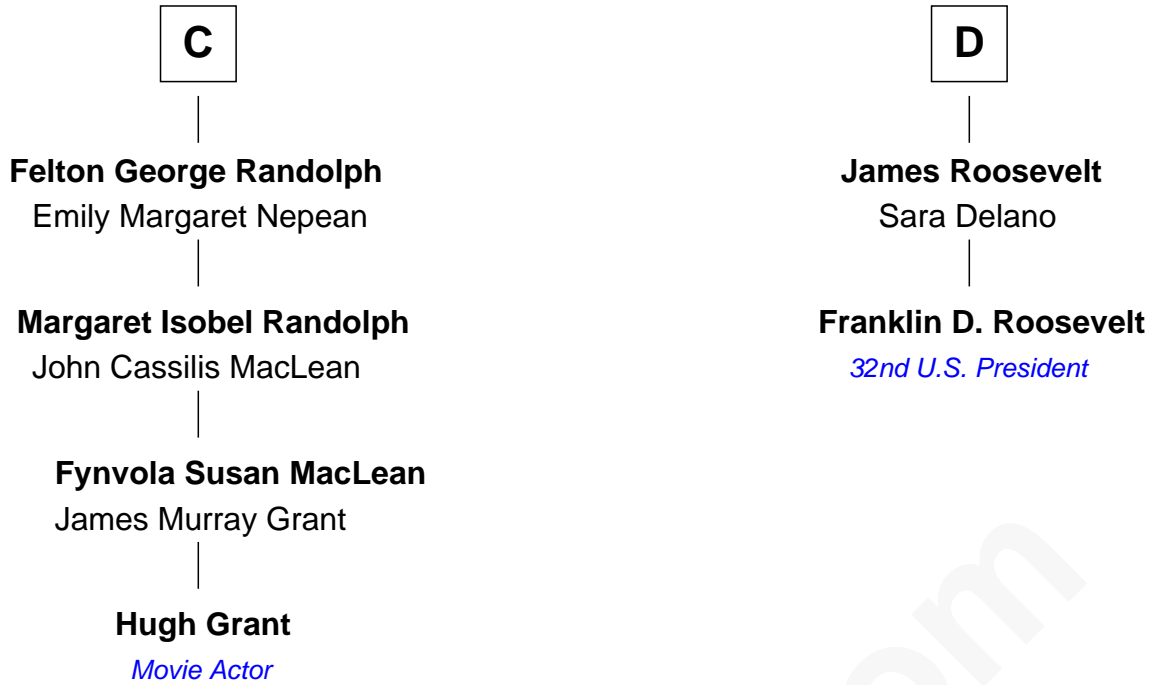 C
Felton George Randolph
Emily Margaret Nepean
Margaret Isobel Randolph
John Cassilis MacLean
Fynvola Susan MacLean
James Murray Grant
Hugh Grant
Movie Actor
D
James Roosevelt
Sara Delano
Franklin D. Roosevelt
32nd U.S. President
om